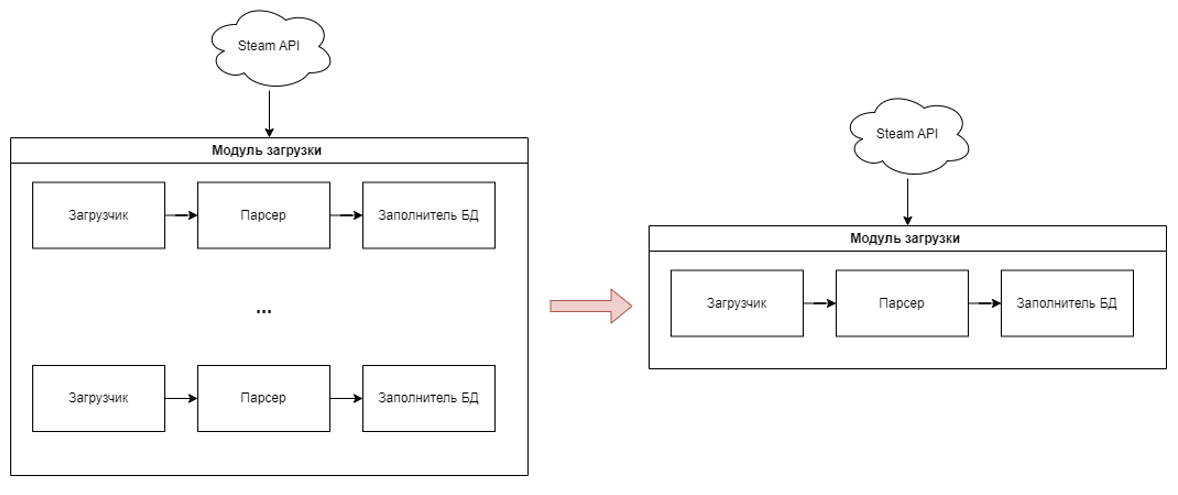 Steam API
Модуль загрузки
Загрузчик
Парсер
Заполнитель БД
...
Загрузчик
Парсер
Заполнитель БД
Steam API
Модуль загрузки
Загрузчик
Парсер
Заполнитель БД